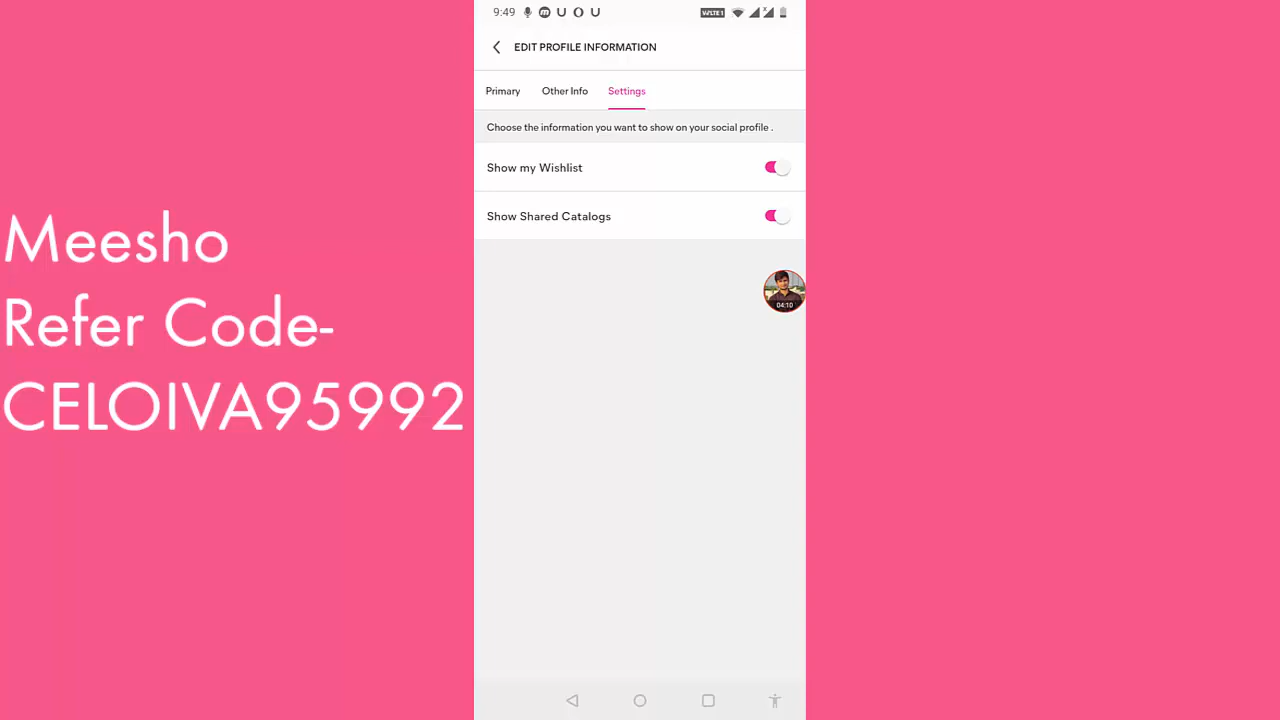 Meesho
Refer Code-
CELOIVA95992
9:49
VoLTE1
EDIT PROFILE INFORMATION
Primary Other Info Settings
Choose the information you want to show on your social profile .
Show my Wishlist
Show Shared Catalogs
04:10